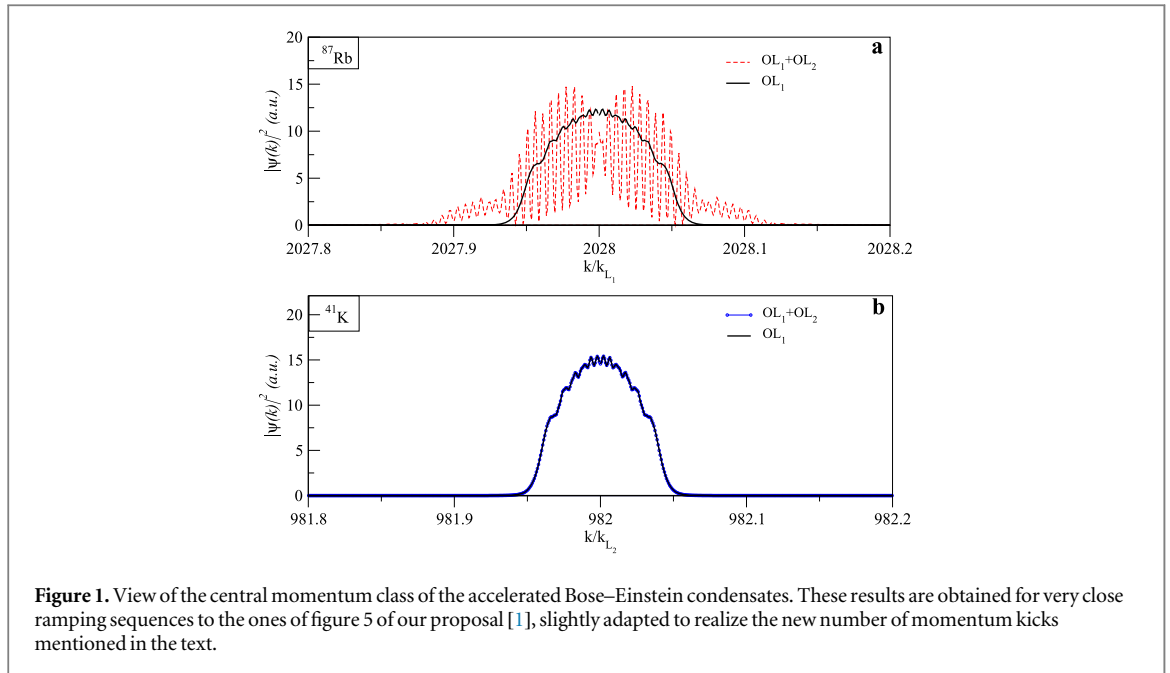 20
15
10
5
0
|ψ(k)|² (a.u.)
⁸⁷Rb
a
OL₁+OL₂
OL₁
2027.8 2027.9 2028 2028.1 2028.2
k/k_L₁
20
15
10
5
0
|ψ(k)|² (a.u.)
⁴¹K
b
OL₁+OL₂
OL₁
981.8 981.9 982 982.1 982.2
k/k_L₂
Figure 1. View of the central momentum class of the accelerated Bose–Einstein condensates. These results are obtained for very close
ramping sequences to the ones of figure 5 of our proposal [1], slightly adapted to realize the new number of momentum kicks
mentioned in the text.